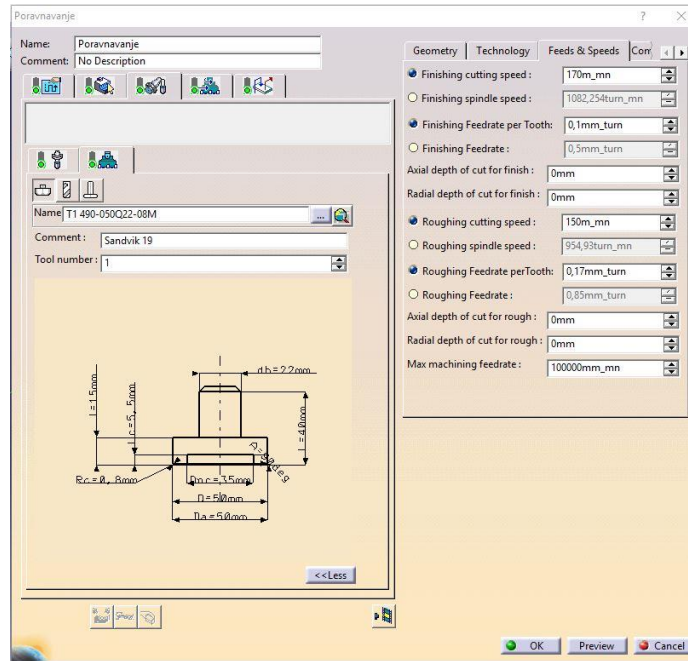 Poravnavanje
Name: Poravnavanje
Comment: No Description
Name T1 490-050Q22-08M ...
Comment : Sandvik 19
Tool number : 1
db=22mm
l=15mm
lc=5,5mm
L=40mm
A=90deg
Rc=0,8mm
Dnc=35mm
D=50mm
Da=50mm
<<Less
Geometry Technology Feeds & Speeds Com
Finishing cutting speed : 170m_mn
Finishing spindle speed : 1082,254turn_mn
Finishing Feedrate per Tooth: 0,1mm_turn
Finishing Feedrate : 0,5mm_turn
Axial depth of cut for finish : 0mm
Radial depth of cut for finish : 0mm
Roughing cutting speed : 150m_mn
Roughing spindle speed : 954,93turn_mn
Roughing Feedrate perTooth: 0,17mm_turn
Roughing Feedrate : 0,85mm_turn
Axial depth of cut for rough : 0mm
Radial depth of cut for rough : 0mm
Max machining feedrate : 100000mm_mn
OK Preview Cancel